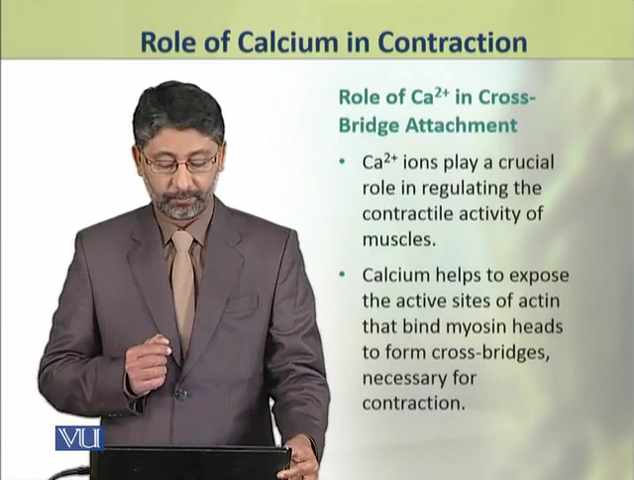 Role of Calcium in Contraction
Role of Ca²⁺ in Cross-
Bridge Attachment
• Ca²⁺ ions play a crucial
role in regulating the
contractile activity of
muscles.
• Calcium helps to expose
the active sites of actin
that bind myosin heads
to form cross-bridges,
necessary for
contraction.
VU